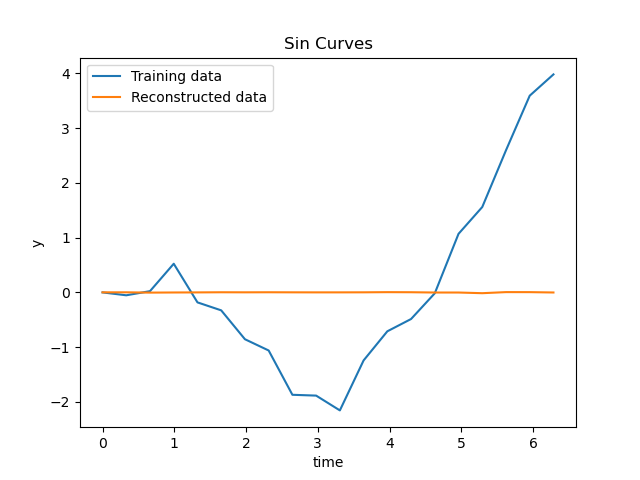 Sin Curves
Training data
Reconstructed data
y
4
3
2
1
0
−1
−2
0 1 2 3 4 5 6
time